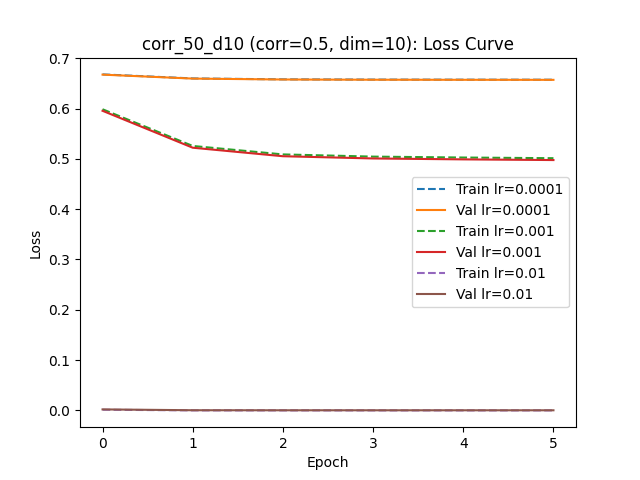 corr_50_d10 (corr=0.5, dim=10): Loss Curve
0.7
0.6
0.5
0.4
0.3
0.2
0.1
0.0
Loss
Train lr=0.0001
Val lr=0.0001
Train lr=0.001
Val lr=0.001
Train lr=0.01
Val lr=0.01
0 1 2 3 4 5
Epoch